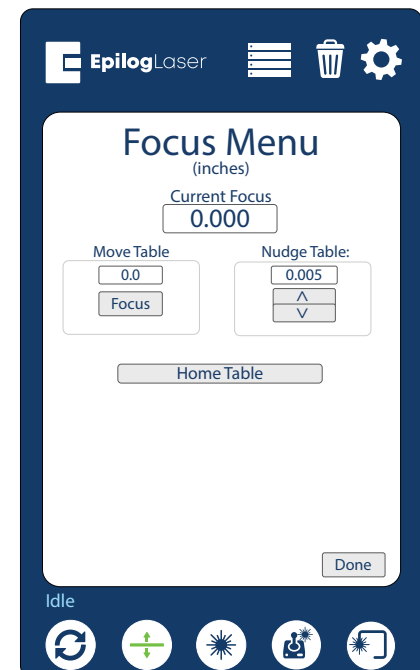 EpilogLaser
Focus Menu
(inches)
Current Focus
0.000
Move Table
0.0
Focus
Nudge Table:
0.005
Home Table
Done
Idle